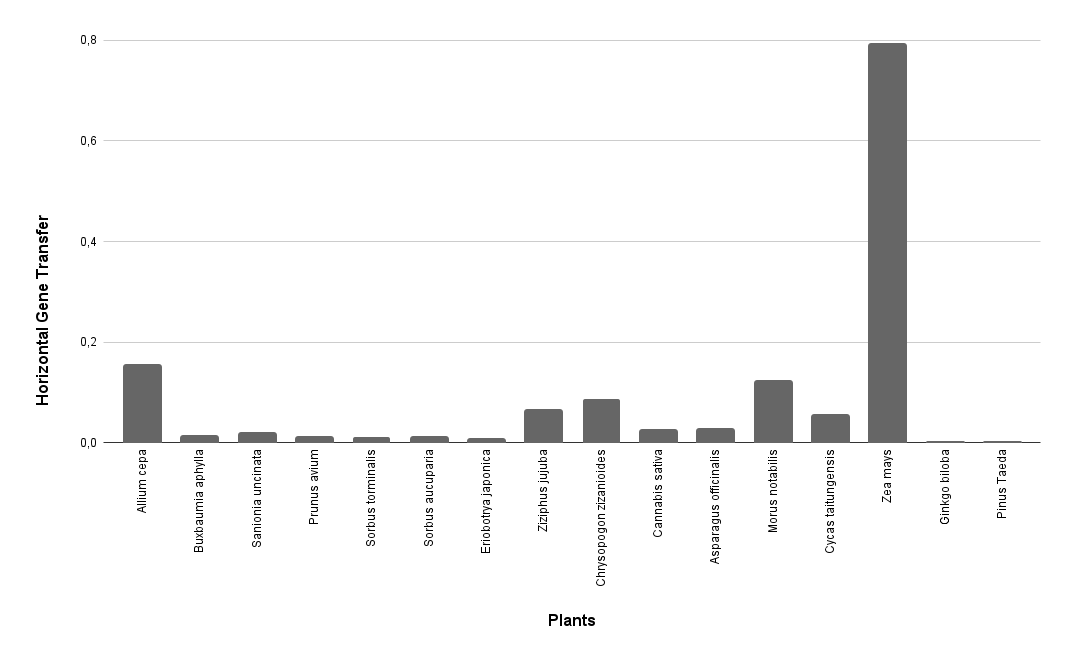 0,8
0,6
0,4
0,2
0,0
Horizontal Gene Transfer
Allium cepa
Buxbaumia aphylla
Sanionia uncinata
Prunus avium
Sorbus torminalis
Sorbus aucuparia
Eriobotrya japonica
Ziziphus jujuba
Chrysopogon zizanioides
Cannabis sativa
Asparagus officinalis
Morus notabilis
Cycas taitungensis
Zea mays
Ginkgo biloba
Pinus Taeda
Plants